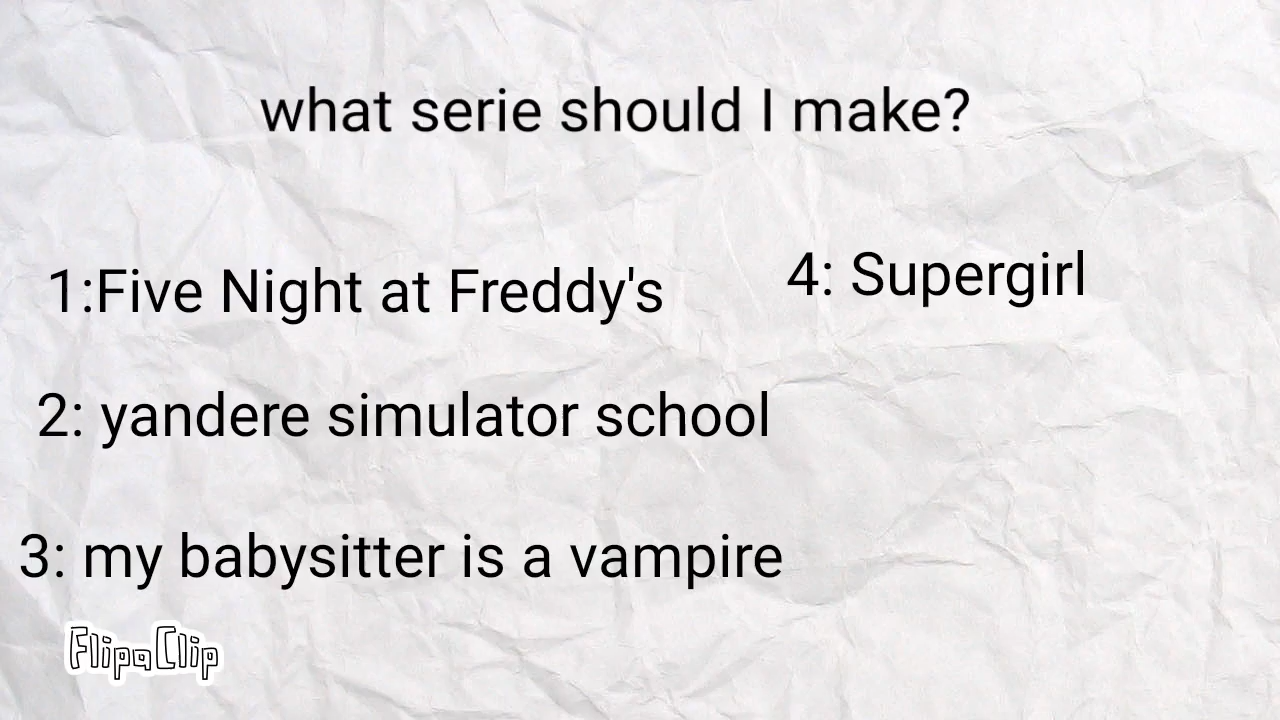 what serie should I make?
1:Five Night at Freddy's
2: yandere simulator school
3: my babysitter is a vampire
4: Supergirl
FlipaClip